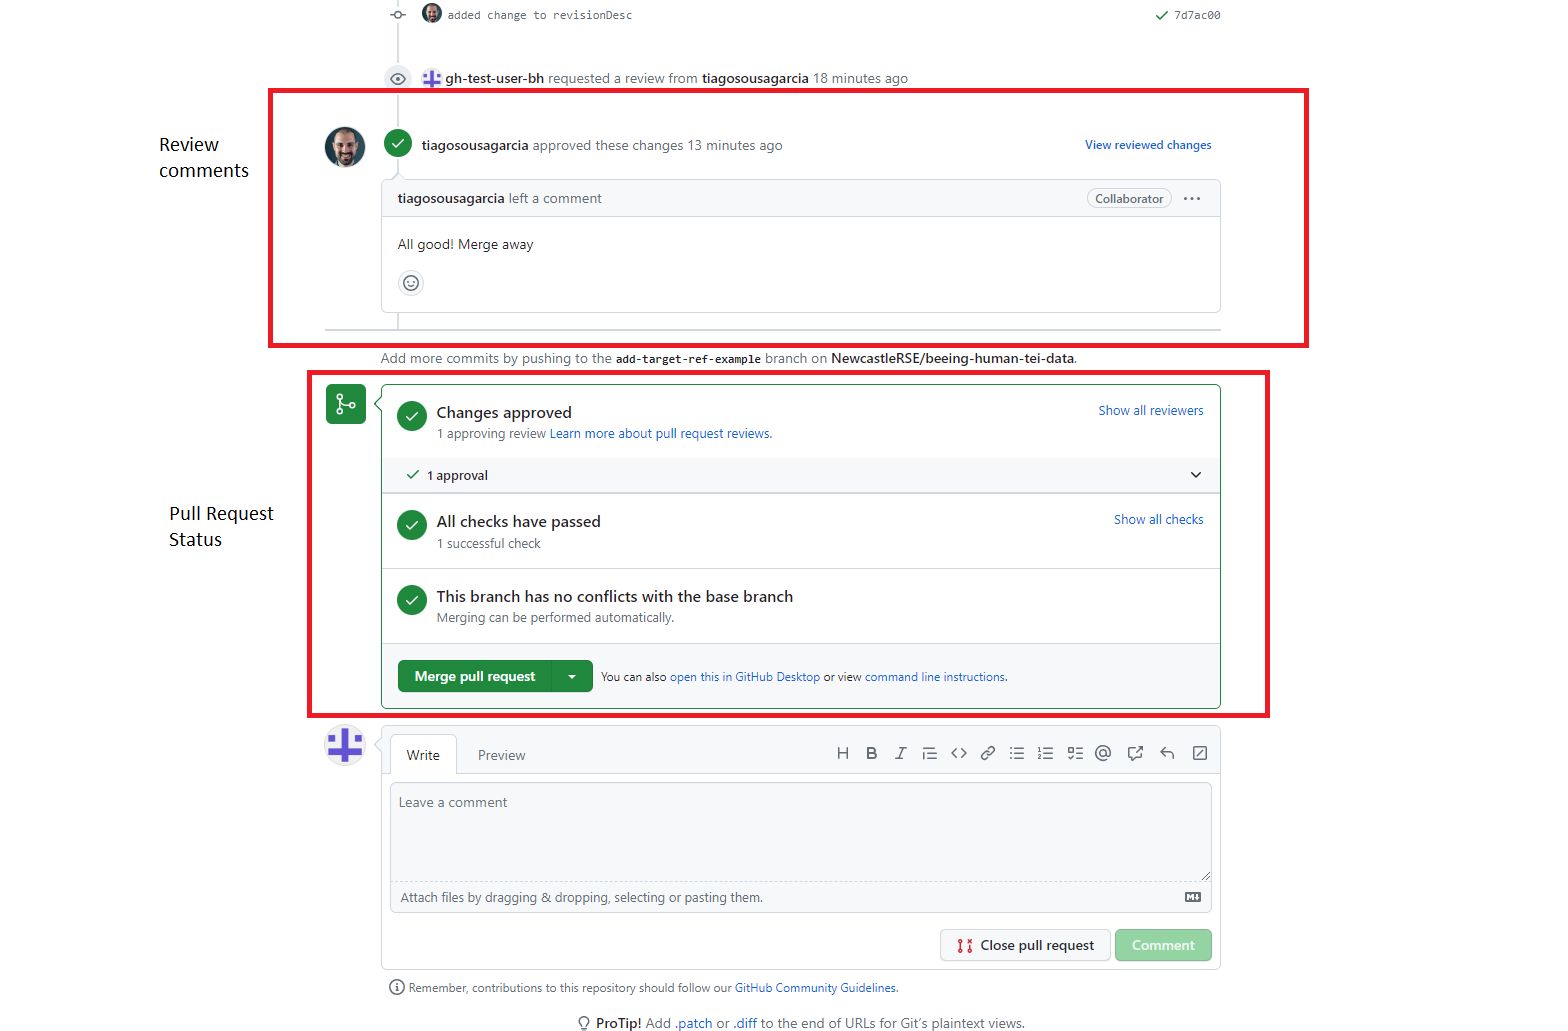 added change to revisionDesc 7d7ac00
gh-test-user-bh requested a review from tiagosousagarcia 18 minutes ago
Review
comments
tiagosousagarcia approved these changes 13 minutes ago View reviewed changes
tiagosousagarcia left a comment Collaborator ...
All good! Merge away
Add more commits by pushing to the add-target-ref-example branch on NewcastleRSE/beeing-human-tei-data.
Changes approved Show all reviewers
1 approving review Learn more about pull request reviews.
1 approval
Pull Request
Status
All checks have passed Show all checks
1 successful check
This branch has no conflicts with the base branch
Merging can be performed automatically.
Merge pull request You can also open this in GitHub Desktop or view command line instructions.
Write Preview
Leave a comment
Attach files by dragging & dropping, selecting or pasting them.
Close pull request Comment
Remember, contributions to this repository should follow our GitHub Community Guidelines.
ProTip! Add .patch or .diff to the end of URLs for Git's plaintext views.